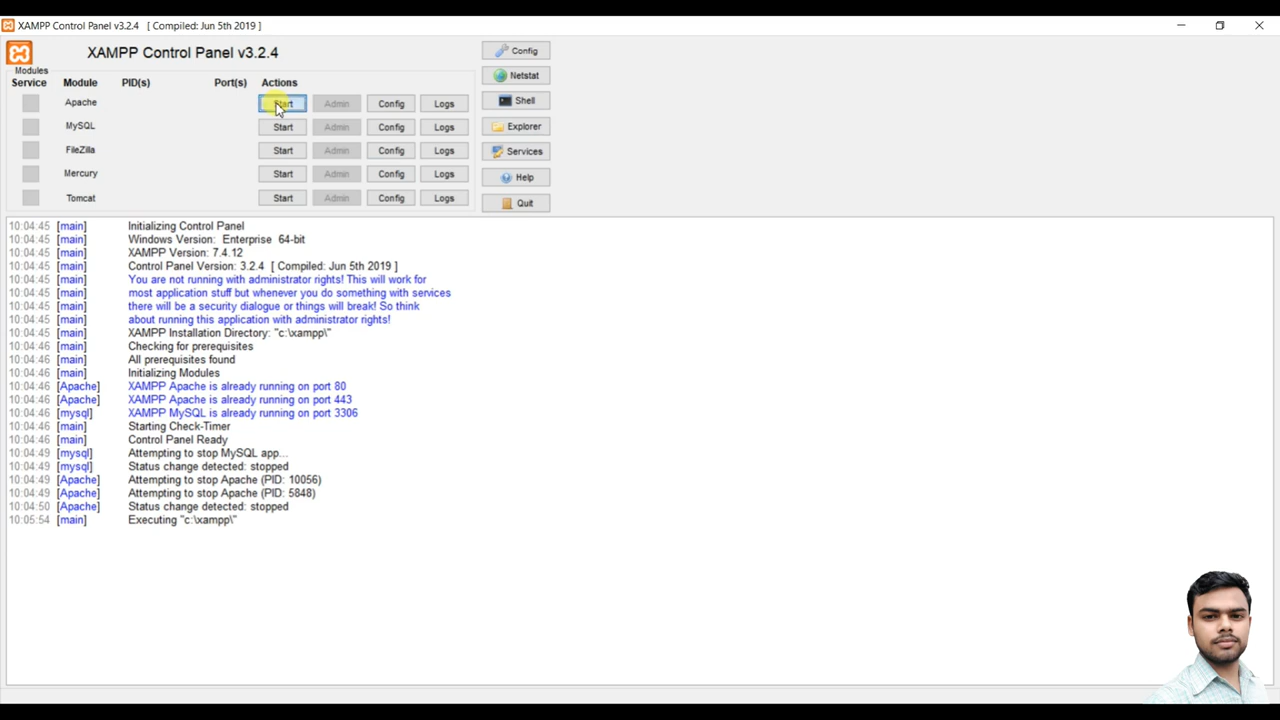 XAMPP Control Panel v3.2.4 [ Compiled: Jun 5th 2019 ]
XAMPP Control Panel v3.2.4
Modules
Service Module PID(s) Port(s) Actions
Apache Start Admin Config Logs
MySQL Start Admin Config Logs
FileZilla Start Admin Config Logs
Mercury Start Admin Config Logs
Tomcat Start Admin Config Logs
Config
Netstat
Shell
Explorer
Services
Help
Quit
10:04:45 [main] Initializing Control Panel
10:04:45 [main] Windows Version: Enterprise 64-bit
10:04:45 [main] XAMPP Version: 7.4.12
10:04:45 [main] Control Panel Version: 3.2.4 [ Compiled: Jun 5th 2019 ]
10:04:45 [main] You are not running with administrator rights! This will work for
10:04:45 [main] most application stuff but whenever you do something with services
10:04:45 [main] there will be a security dialogue or things will break! So think
10:04:45 [main] about running this application with administrator rights!
10:04:45 [main] XAMPP Installation Directory: "c:\xampp\"
10:04:46 [main] Checking for prerequisites
10:04:46 [main] All prerequisites found
10:04:46 [main] Initializing Modules
10:04:46 [Apache] XAMPP Apache is already running on port 80
10:04:46 [Apache] XAMPP Apache is already running on port 443
10:04:46 [mysql] XAMPP MySQL is already running on port 3306
10:04:46 [main] Starting Check-Timer
10:04:46 [main] Control Panel Ready
10:04:49 [mysql] Attempting to stop MySQL app...
10:04:49 [mysql] Status change detected: stopped
10:04:49 [Apache] Attempting to stop Apache (PID: 10056)
10:04:49 [Apache] Attempting to stop Apache (PID: 5848)
10:04:50 [Apache] Status change detected: stopped
10:05:54 [main] Executing "c:\xampp\"